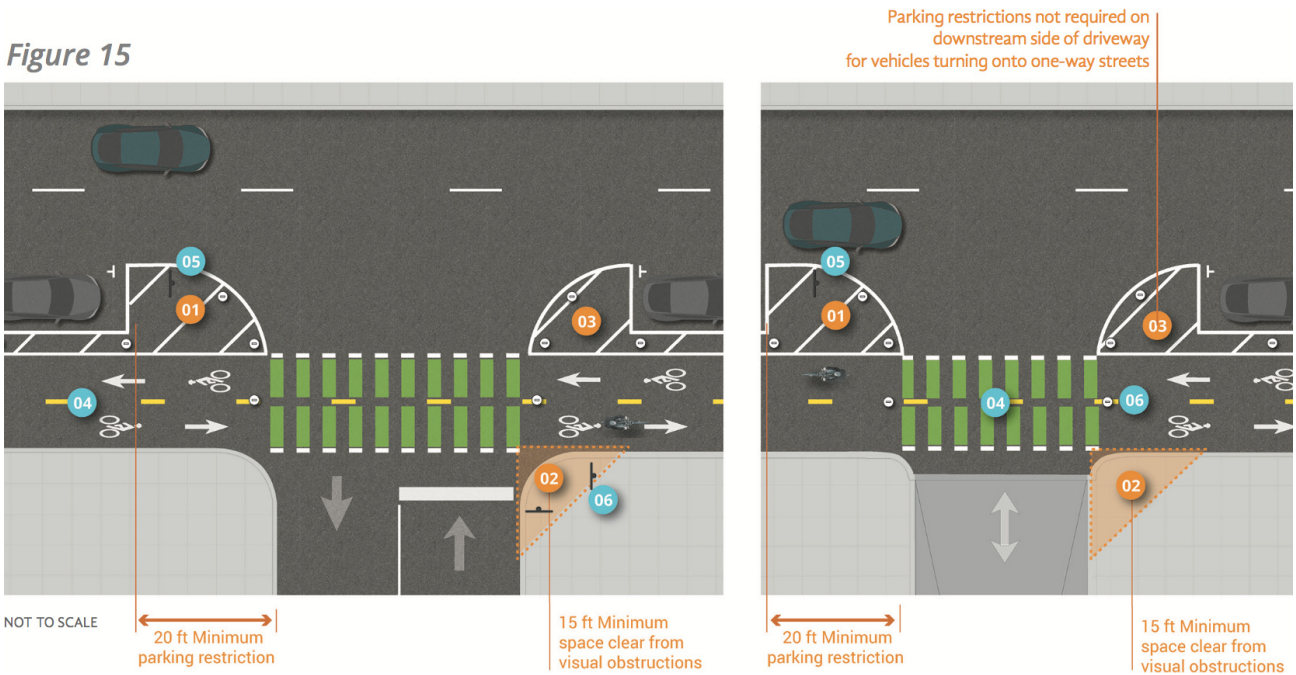 Parking restrictions not required on
downstream side of driveway
for vehicles turning onto one-way streets
Figure 15
05
01
03
04
02
06
NOT TO SCALE
20 ft Minimum
parking restriction
15 ft Minimum
space clear from
visual obstructions
05
01
03
04
06
02
20 ft Minimum
parking restriction
15 ft Minimum
space clear from
visual obstructions